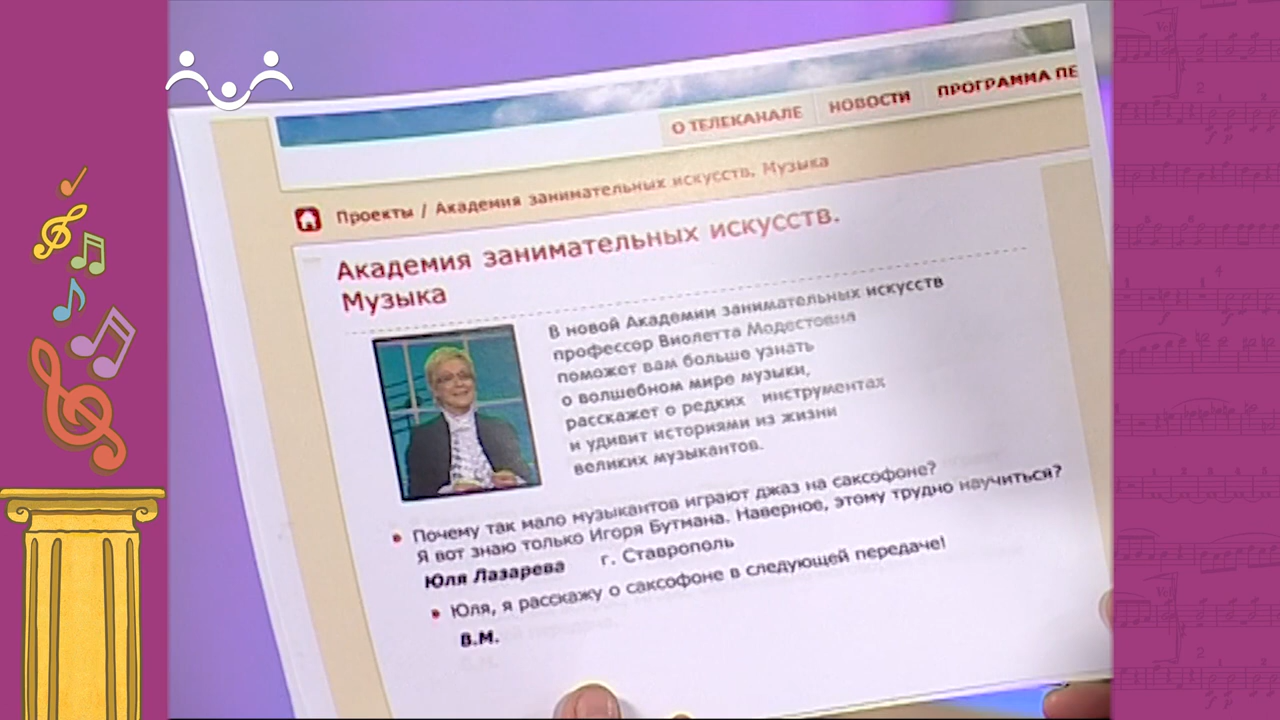 О ТЕЛЕКАНАЛЕ НОВОСТИ ПРОГРАММА ПЕ
Проекты / Академия занимательных искусств. Музыка
Академия занимательных искусств.
Музыка
В новой Академии занимательных искусств
профессор Виолетта Модестовна
поможет вам больше узнать
о волшебном мире музыки,
расскажет о редких инструментах
и удивит историями из жизни
великих музыкантов.
Почему так мало музыкантов играют джаз на саксофоне?
Я вот знаю только Игоря Бутмана. Наверное, этому трудно научиться?
Юля Лазарева г. Ставрополь
Юля, я расскажу о саксофоне в следующей передаче!
В.М.